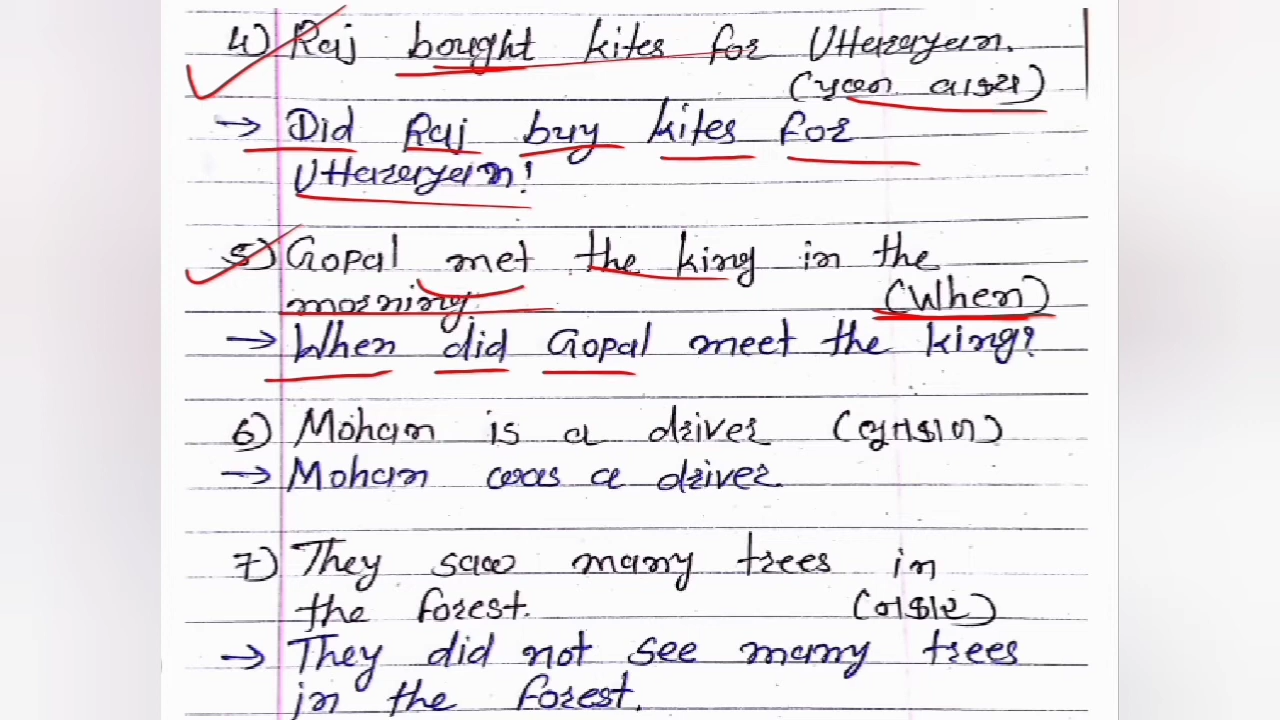 4) Raj bought kites for Uttarayan.
(પ્રશ્ન વાક્ય)
→ Did Raj buy kites for
Uttarayan?
5) Gopal met the king in the
morning (When)
→ When did Gopal meet the king?
6) Mohan is a driver (ભૂતકાળ)
→ Mohan was a driver.
7) They saw many trees in
the forest. (નકાર)
→ They did not see many trees
in the forest.